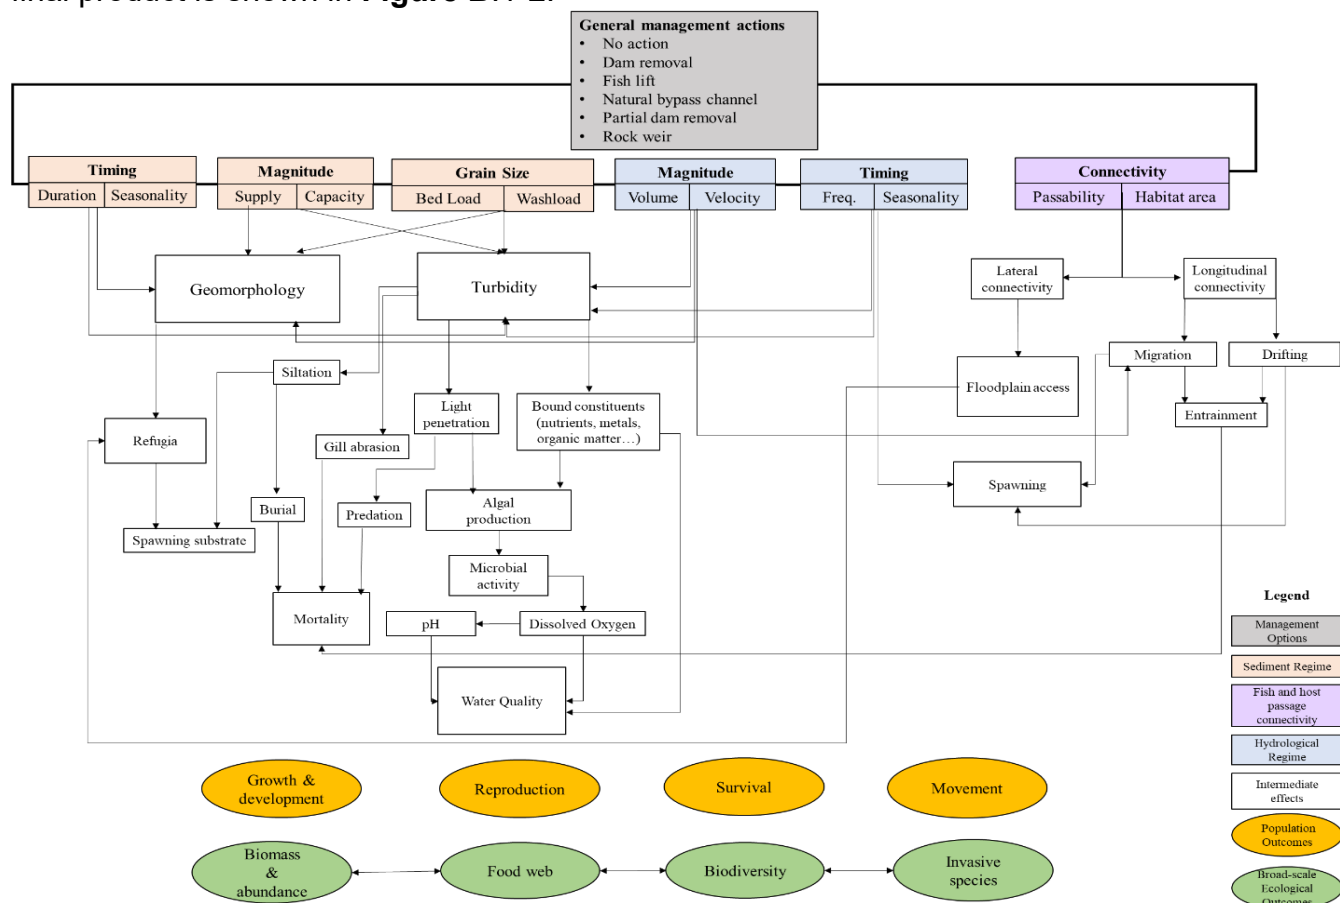 General management actions
• No action
• Dam removal
• Fish lift
• Natural bypass channel
• Partial dam removal
• Rock weir
Timing
Duration Seasonality
Magnitude
Supply Capacity
Grain Size
Bed Load Washload
Magnitude
Volume Velocity
Timing
Freq. Seasonality
Connectivity
Passability Habitat area
Geomorphology
Turbidity
Lateral
connectivity
Longitudinal
connectivity
Siltation
Migration
Drifting
Floodplain access
Light
penetration
Bound constituents
(nutrients, metals,
organic matter…)
Entrainment
Refugia
Gill abrasion
Spawning
Burial
Predation
Algal
production
Spawning substrate
Microbial
activity
Mortality
pH
Dissolved Oxygen
Water Quality
Legend
Management
Options
Sediment Regime
Fish and host
passage
connectivity
Hydrological
Regime
Intermediate
effects
Population
Outcomes
Broad-scale
Ecological
Outcomes
Growth &
development
Reproduction
Survival
Movement
Biomass
&
abundance
Food web
Biodiversity
Invasive
species